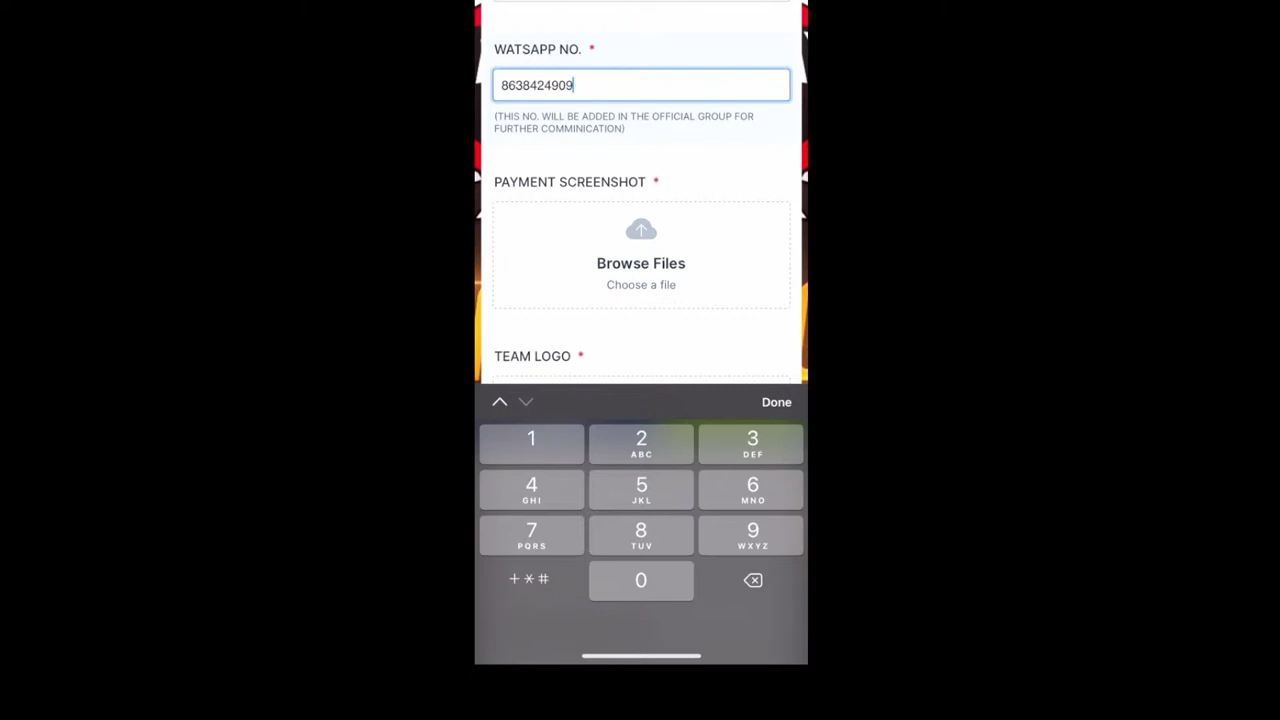 WATSAPP NO. *
8638424909
(THIS NO. WILL BE ADDED IN THE OFFICIAL GROUP FOR
FURTHER COMMINICATION)
PAYMENT SCREENSHOT *
Browse Files
Choose a file
TEAM LOGO *
Done
1 2 3
ABC DEF
4 5 6
GHI JKL MNO
7 8 9
PQRS TUV WXYZ
+*# 0